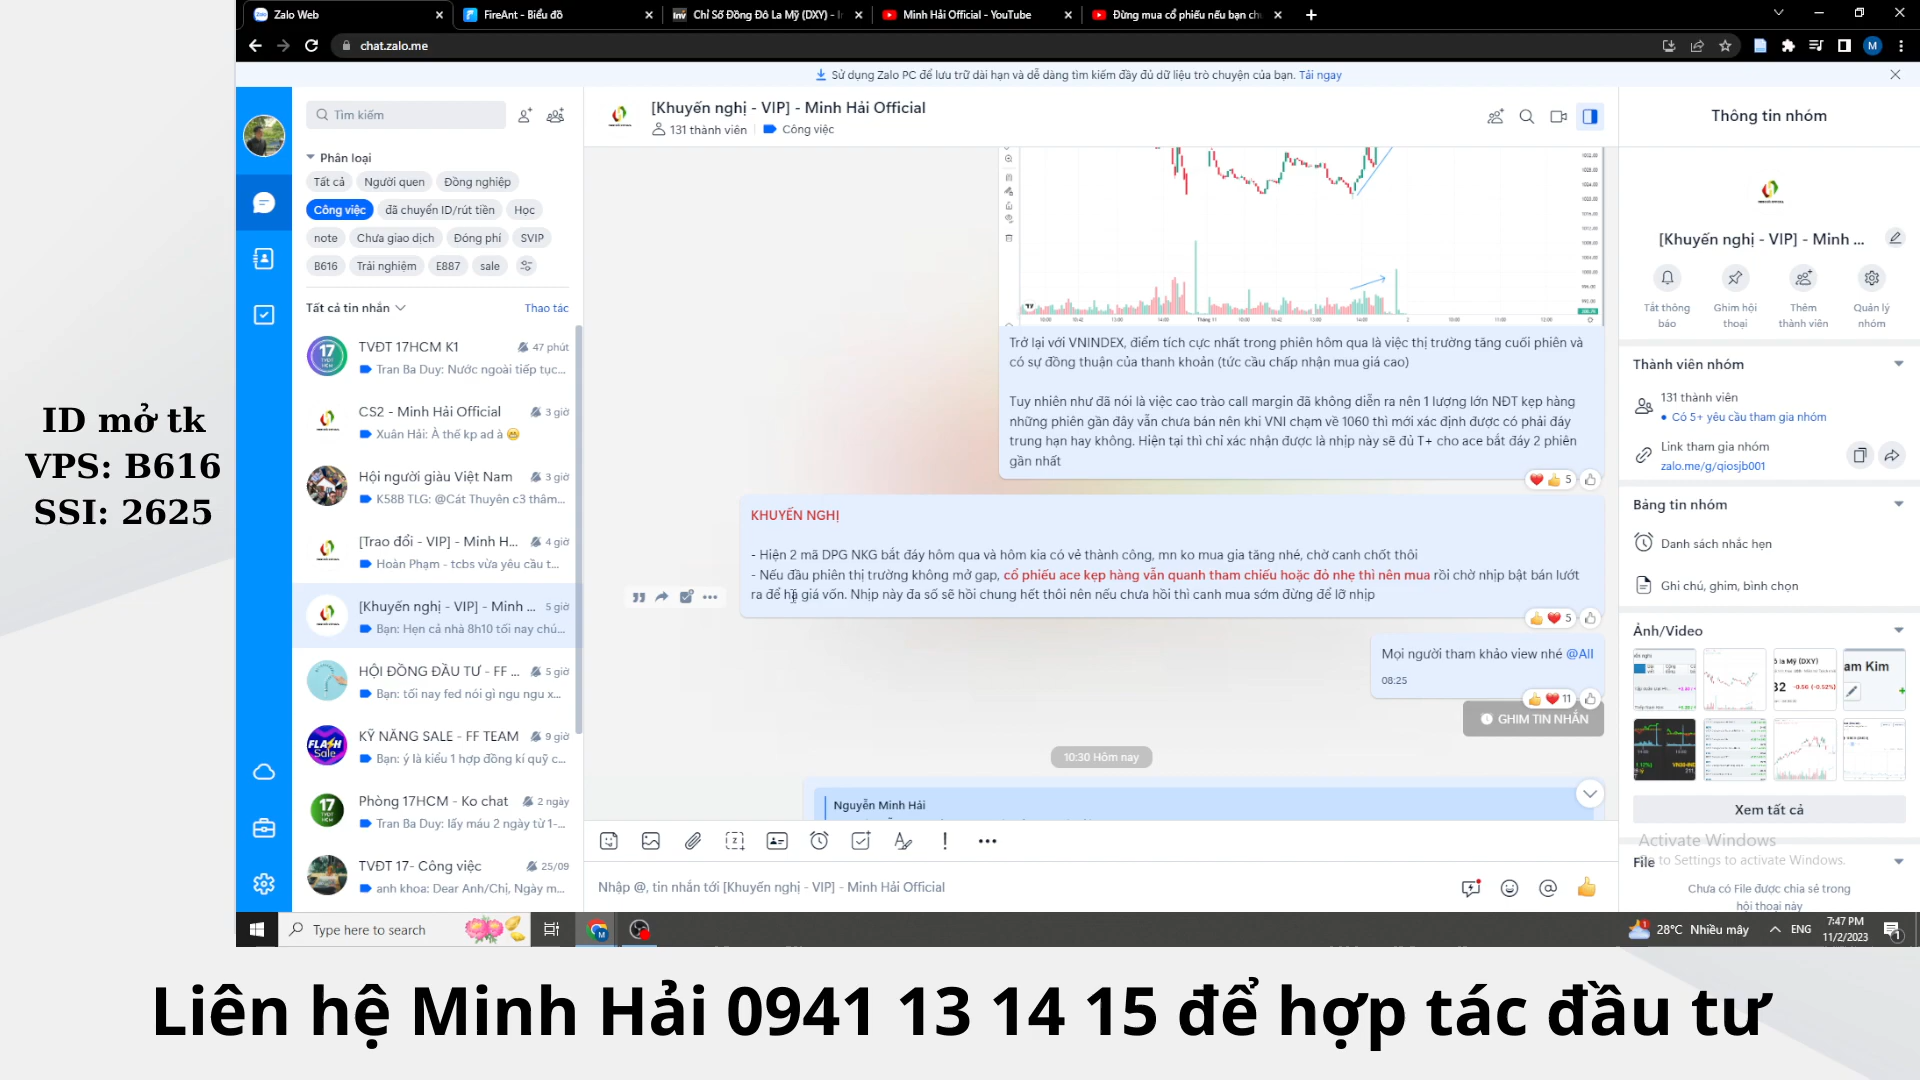 Zalo Web
FireAnt - Biểu đồ
Chỉ Số Đồng Đô La Mỹ (DXY) - I
Minh Hải Official - YouTube
Đừng mua cổ phiếu nếu bạn ch
chat.zalo.me
Sử dụng Zalo PC để lưu trữ dài hạn và dễ dàng tìm kiếm đầy đủ dữ liệu trò chuyện của bạn. Tải ngay
ID mở tk
VPS: B616
SSI: 2625
Tìm kiếm
Phân loại
Tất cả Người quen Đồng nghiệp
Công việc đã chuyển ID/rút tiền Học
note Chưa giao dịch Đóng phí SVIP
B616 Trải nghiệm E887 sale
Tất cả tin nhắn Thao tác
TVĐT 17HCM K1 47 phút
Tran Ba Duy: Nước ngoài tiếp tục...
CS2 - Minh Hải Official 3 giờ
Xuân Hải: À thế kp ad à
Hội người giàu Việt Nam 3 giờ
K58B TLG: @Cát Thuyên c3 thâm...
[Trao đổi - VIP] - Minh H... 4 giờ
Hoàn Phạm - tcbs vừa yêu cầu t...
[Khuyến nghị - VIP] - Minh ... 5 giờ
Bạn: Hẹn cả nhà 8h10 tối nay chú...
HỘI ĐỒNG ĐẦU TƯ - FF ... 5 giờ
Bạn: tối nay fed nói gì ngu ngu x...
KỸ NĂNG SALE - FF TEAM 9 giờ
Bạn: ý là kiểu 1 hợp đồng kí quỹ c...
Phòng 17HCM - Ko chat 2 ngày
Tran Ba Duy: lấy máu 2 ngày từ 1-...
TVĐT 17- Công việc 25/09
anh khoa: Dear Anh/Chị, Ngày m...
[Khuyến nghị - VIP] - Minh Hải Official
131 thành viên Công việc
Trở lại với VNINDEX, điểm tích cực nhất trong phiên hôm qua là việc thị trường tăng cuối phiên và
có sự đồng thuận của thanh khoản (tức cầu chấp nhận mua giá cao)
Tuy nhiên như đã nói là việc cao trào call margin đã không diễn ra nên 1 lượng lớn NĐT kẹp hàng
những phiên gần đây vẫn chưa bán nên khi VNI chạm về 1060 thì mới xác định được có phải đáy
trung hạn hay không. Hiện tại thì chỉ xác nhận được là nhịp này sẽ đủ T+ cho ace bắt đáy 2 phiên
gần nhất
5
KHUYẾN NGHỊ
- Hiện 2 mã DPG NKG bắt đáy hôm qua và hôm kia có vẻ thành công, mn ko mua gia tăng nhé, chờ canh chốt thôi
- Nếu đầu phiên thị trường không mở gap, cổ phiếu ace kẹp hàng vẫn quanh tham chiếu hoặc đỏ nhẹ thì nên mua rồi chờ nhịp bật bán lướt
ra để hạ giá vốn. Nhịp này đa số sẽ hồi chung hết thôi nên nếu chưa hồi thì canh mua sớm đừng để lỡ nhịp
5
Mọi người tham khảo view nhé @All
08:25
11
GHIM TIN NHẮN
10:30 Hôm nay
Nguyễn Minh Hải
Nhập @, tin nhắn tới [Khuyến nghị - VIP] - Minh Hải Official
Thông tin nhóm
[Khuyến nghị - VIP] - Minh ...
Tắt thông báo
Ghim hội thoại
Thêm thành viên
Quản lý nhóm
Thành viên nhóm
131 thành viên
Có 5+ yêu cầu tham gia nhóm
Link tham gia nhóm
zalo.me/g/qiosjb001
Bảng tin nhóm
Danh sách nhắc hẹn
Ghi chú, ghim, bình chọn
Ảnh/Video
ô la Mỹ (DXY)
32 -0.56 (-0.52%)
am Kim
Xem tất cả
Activate Windows
to Settings to activate Windows.
File
Chưa có File được chia sẻ trong
hội thoại này
Type here to search
28°C Nhiều mây
ENG
7:47 PM
11/2/2023
1
Liên hệ Minh Hải 0941 13 14 15 để hợp tác đầu tư